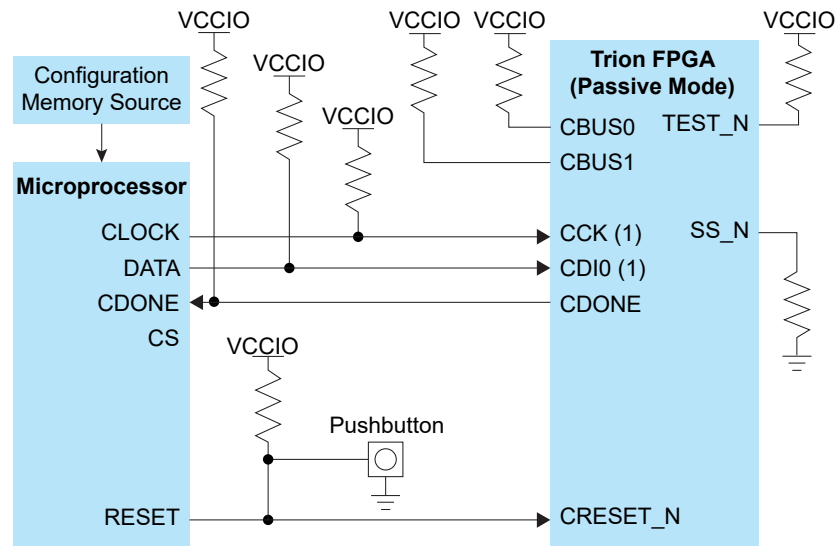 VCCIO
VCCIO
VCCIO
VCCIO
VCCIO
VCCIO
Configuration
Memory Source
Trion FPGA
(Passive Mode)
CBUS0
TEST_N
CBUS1
Microprocessor
CLOCK
CCK (1)
SS_N
DATA
CDI0 (1)
CDONE
CDONE
CS
VCCIO
Pushbutton
RESET
CRESET_N